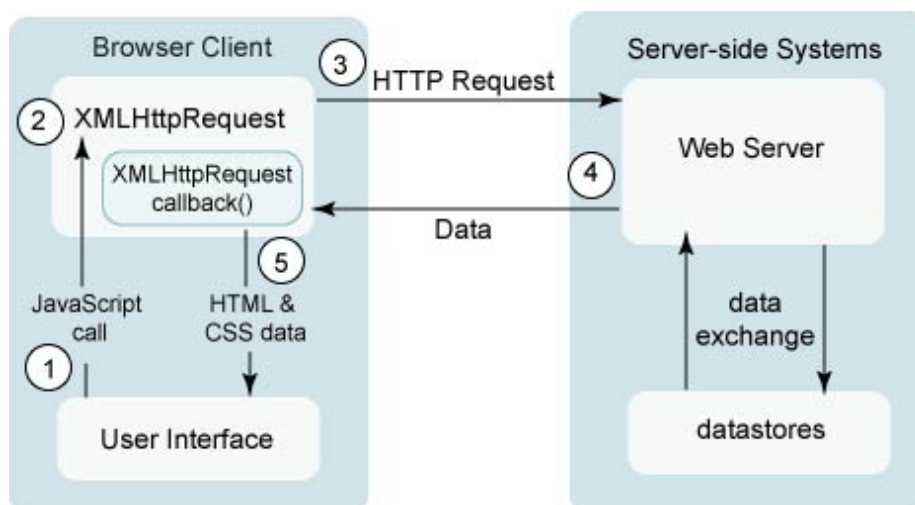 Browser Client
3
HTTP Request
Server-side Systems
2
XMLHttpRequest
XMLHttpRequest
callback()
Web Server
4
Data
5
JavaScript
call
HTML &
CSS data
data
exchange
1
User Interface
datastores